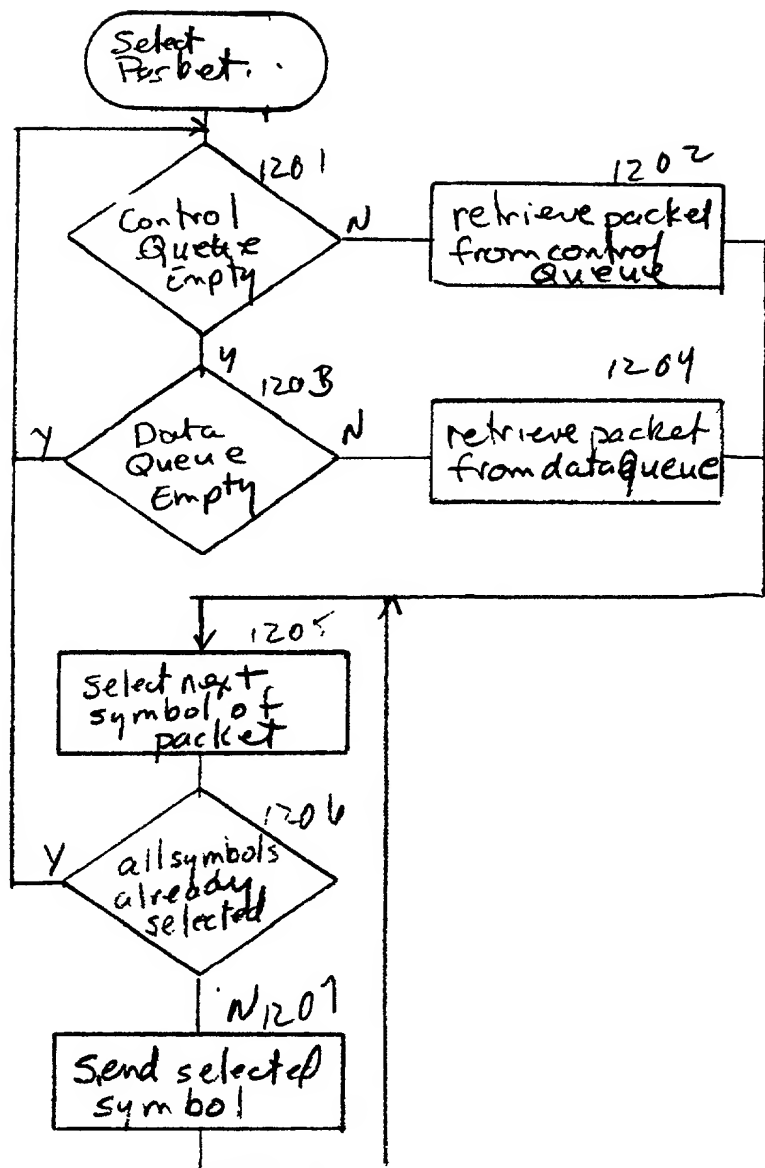 Select
Packet.
1201
Control
Queue
Empty
N
1202
retrieve packet
from control
Queue
Y
1203
Data
Queue
Empty
Y
N
1204
retrieve packet
from data Queue
1205
select next
symbol of
packet
1206
all symbols
already
selected
Y
N
1207
Send selected
symbol